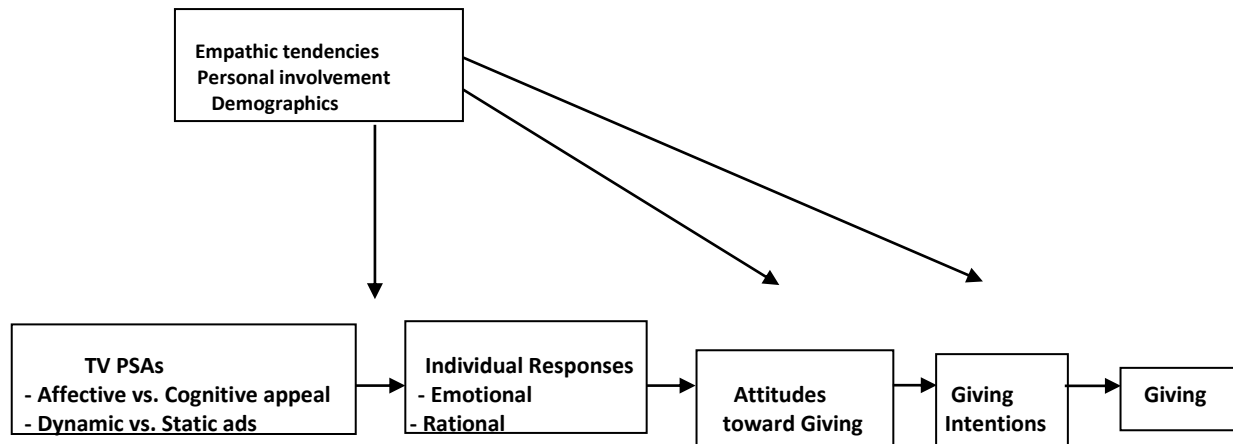 Empathic tendencies
Personal involvement
Demographics
TV PSAs
- Affective vs. Cognitive appeal
- Dynamic vs. Static ads
Individual Responses
- Emotional
- Rational
Attitudes
toward Giving
Giving
Intentions
Giving